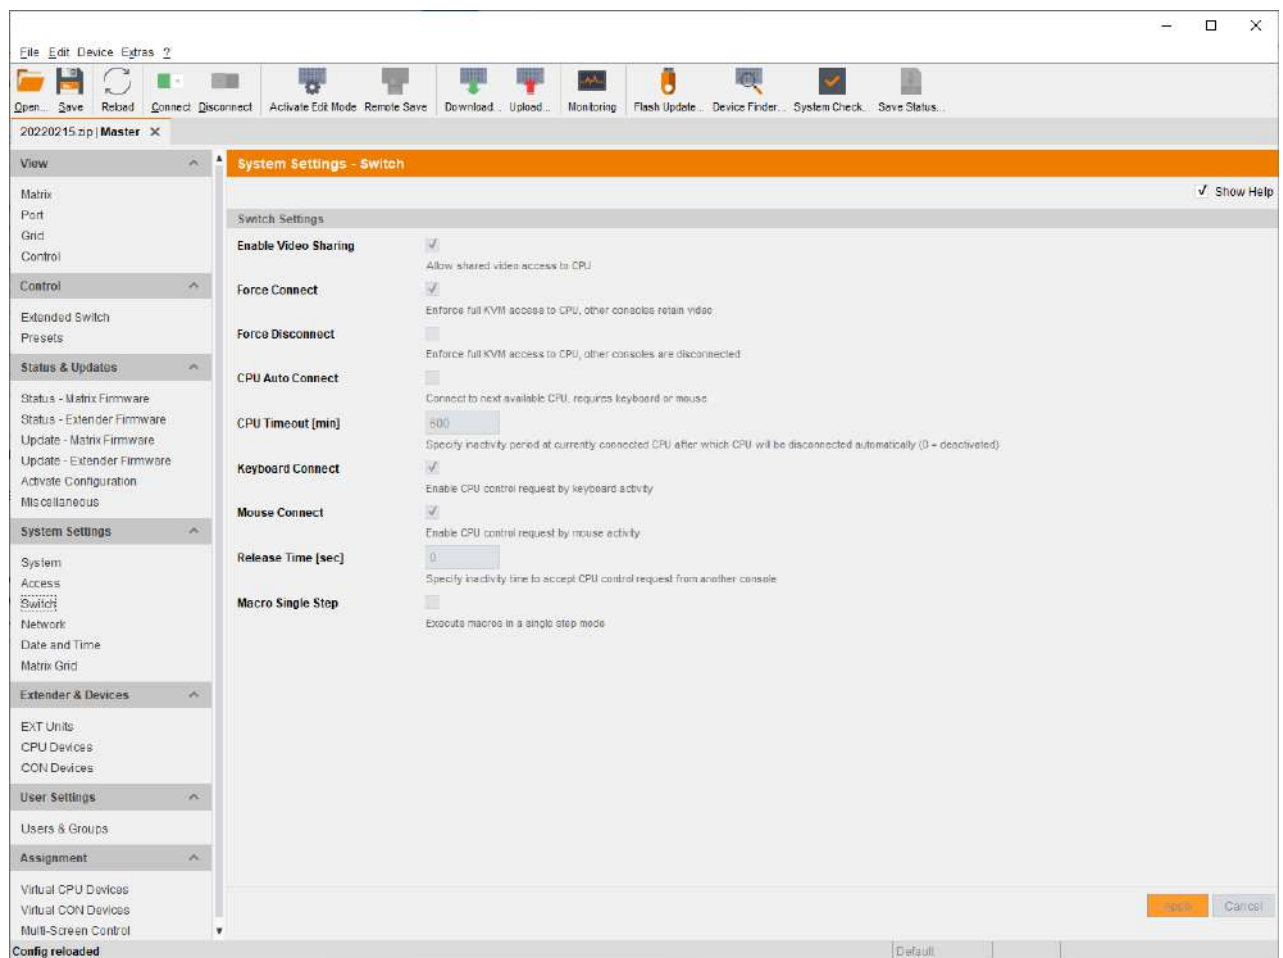 File Edit Device Extras ?
Open... Save Reload Connect Disconnect Activate Edit Mode Remote Save Download... Upload... Monitoring Flash Update... Device Finder... System Check... Save Status...
20220215.zip | Master ×
View
Matrix
Port
Grid
Control
Control
Extended Switch
Presets
Status & Updates
Status - Matrix Firmware
Status - Extender Firmware
Update - Matrix Firmware
Update - Extender Firmware
Activate Configuration
Miscellaneous
System Settings
System
Access
Switch
Network
Date and Time
Matrix Grid
Extender & Devices
EXT Units
CPU Devices
CON Devices
User Settings
Users & Groups
Assignment
Virtual CPU Devices
Virtual CON Devices
Multi-Screen Control
System Settings - Switch
Show Help
Switch Settings
Enable Video Sharing
Allow shared video access to CPU
Force Connect
Enforce full KVM access to CPU, other consoles retain video
Force Disconnect
Enforce full KVM access to CPU, other consoles are disconnected
CPU Auto Connect
Connect to next available CPU, requires keyboard or mouse
CPU Timeout [min]
600
Specify inactivity period at currently connected CPU after which CPU will be disconnected automatically (0 = deactivated)
Keyboard Connect
Enable CPU control request by keyboard activity
Mouse Connect
Enable CPU control request by mouse activity
Release Time [sec]
0
Specify inactivity time to accept CPU control request from another console
Macro Single Step
Execute macros in a single step mode
Apply Cancel
Config reloaded
Default